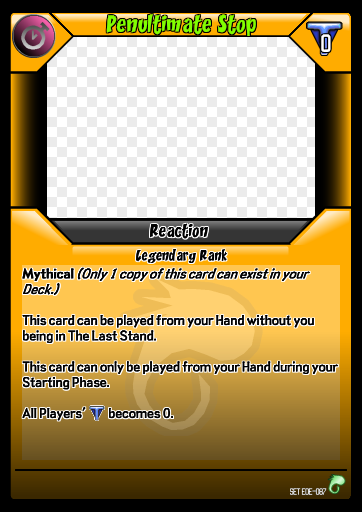 Penultimate Stop
0
Reaction
Legendary Rank
Mythical (Only 1 copy of this card can exist in your
Deck.)
This card can be played from your Hand without you
being in The Last Stand.
This card can only be played from your Hand during your
Starting Phase.
All Players' becomes 0.
SET EDE-087